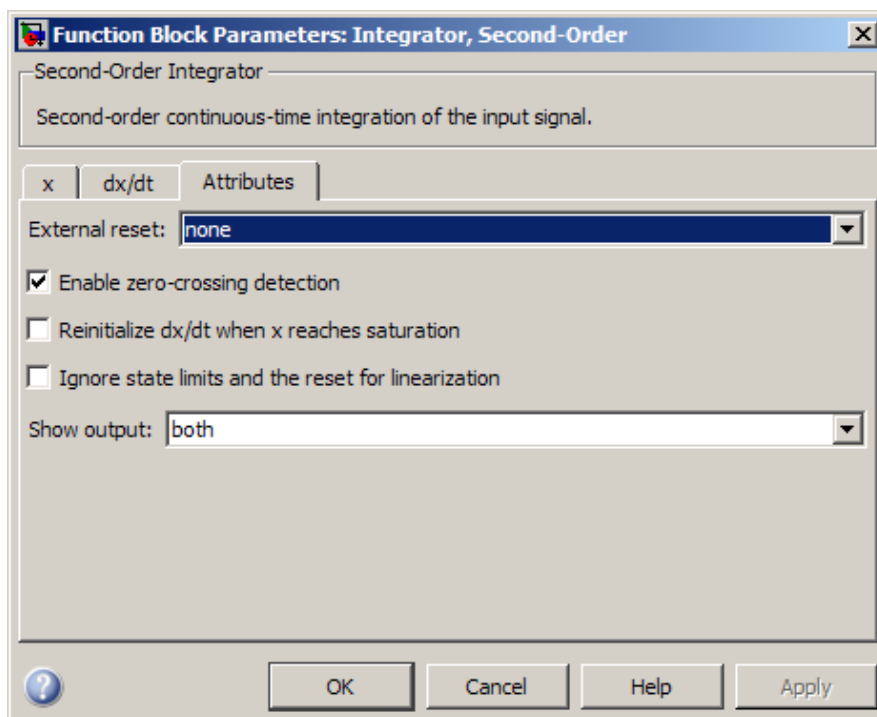 Function Block Parameters: Integrator, Second-Order
Second-Order Integrator
Second-order continuous-time integration of the input signal.
x dx/dt Attributes
External reset: none
Enable zero-crossing detection
Reinitialize dx/dt when x reaches saturation
Ignore state limits and the reset for linearization
Show output: both
OK Cancel Help Apply